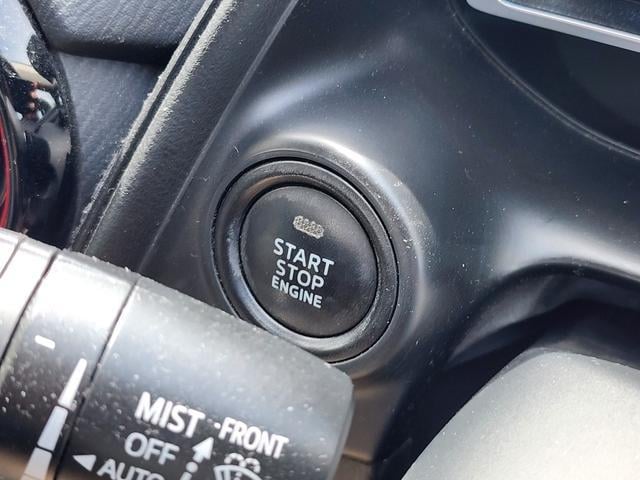 START
STOP
ENGINE
MIST
FRONT
OFF
AUTO